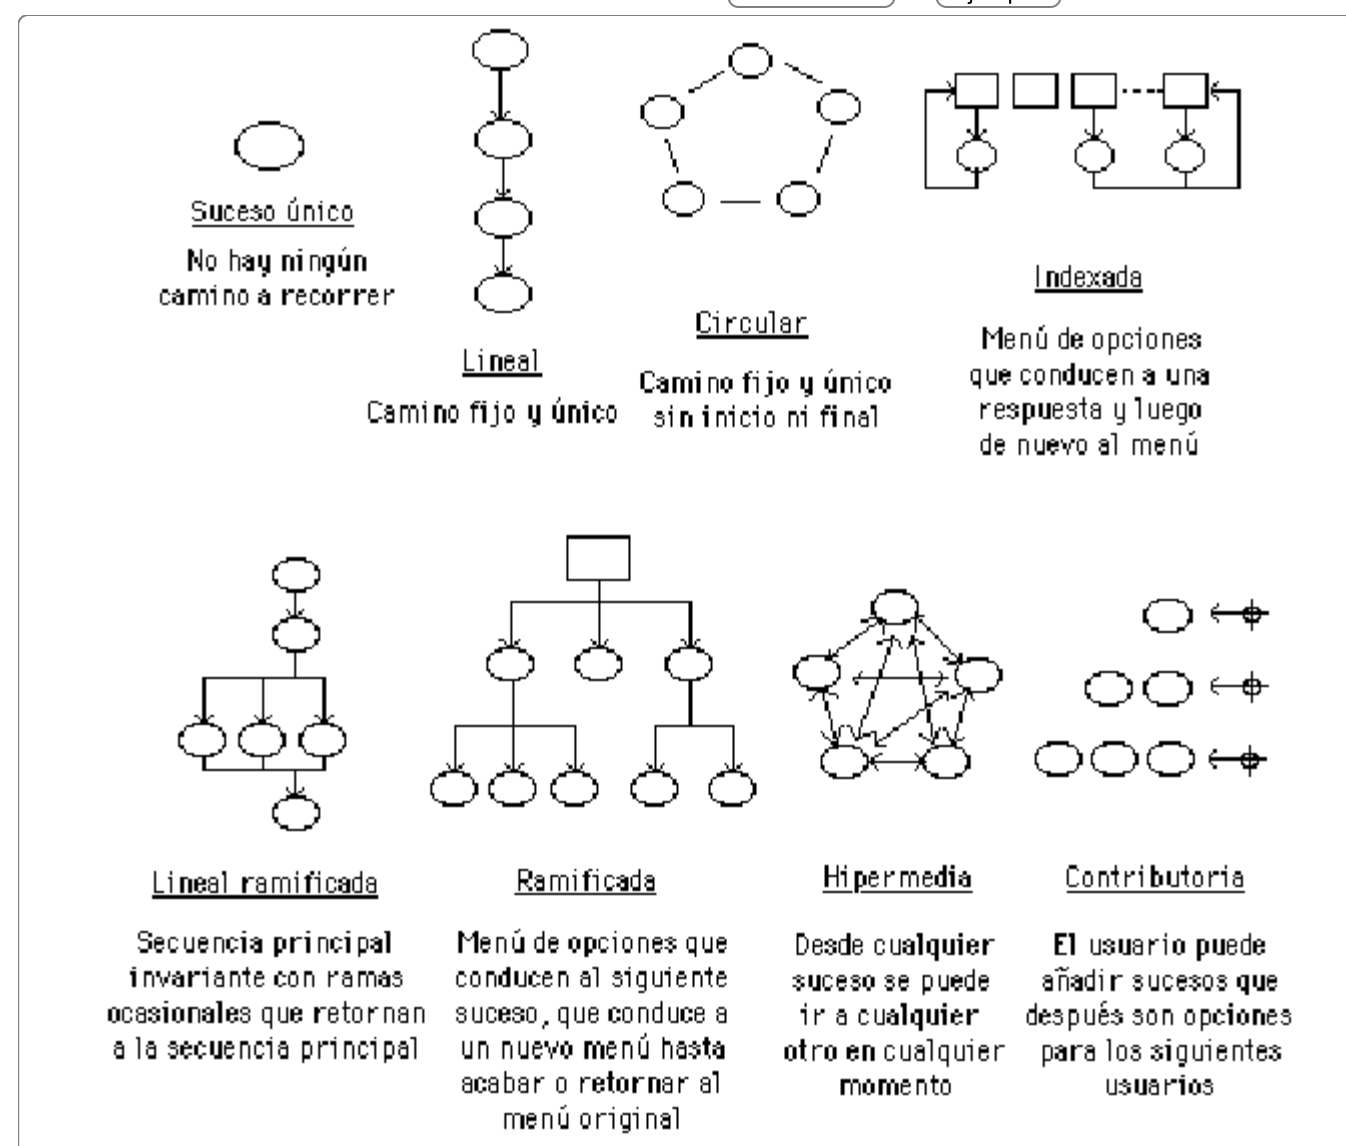 Suceso único
No hay ningún
camino a recorrer
Lineal
Camino fijo y único
Circular
Camino fijo y único
sin inicio ni final
Indexada
Menú de opciones
que conducen a una
respuesta y luego
de nuevo al menú
Lineal ramificada
Secuencia principal
invariante con ramas
ocasionales que retornan
a la secuencia principal
Ramificada
Menú de opciones que
conducen al siguiente
suceso, que conduce a
un nuevo menú hasta
acabar o retornar al
menú original
Hipermedia
Desde cualquier
suceso se puede
ir a cualquier
otro en cualquier
momento
Contributoria
El usuario puede
añadir sucesos que
después son opciones
para los siguientes
usuarios